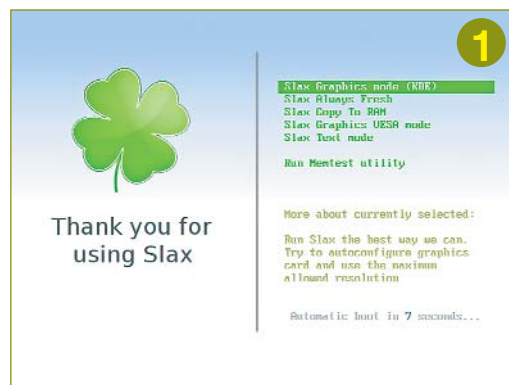 1
Slax Graphics mode (KDE)
Slax Always Fresh
Slax Copy To RAM
Slax Graphics VESA mode
Slax Text mode
Run Memtest utility
Thank you for
using Slax
More about currently selected:
Run Slax the best way we can.
Try to autoconfigure graphics
card and use the maximum
allowed resolution
Automatic boot in 7 seconds...